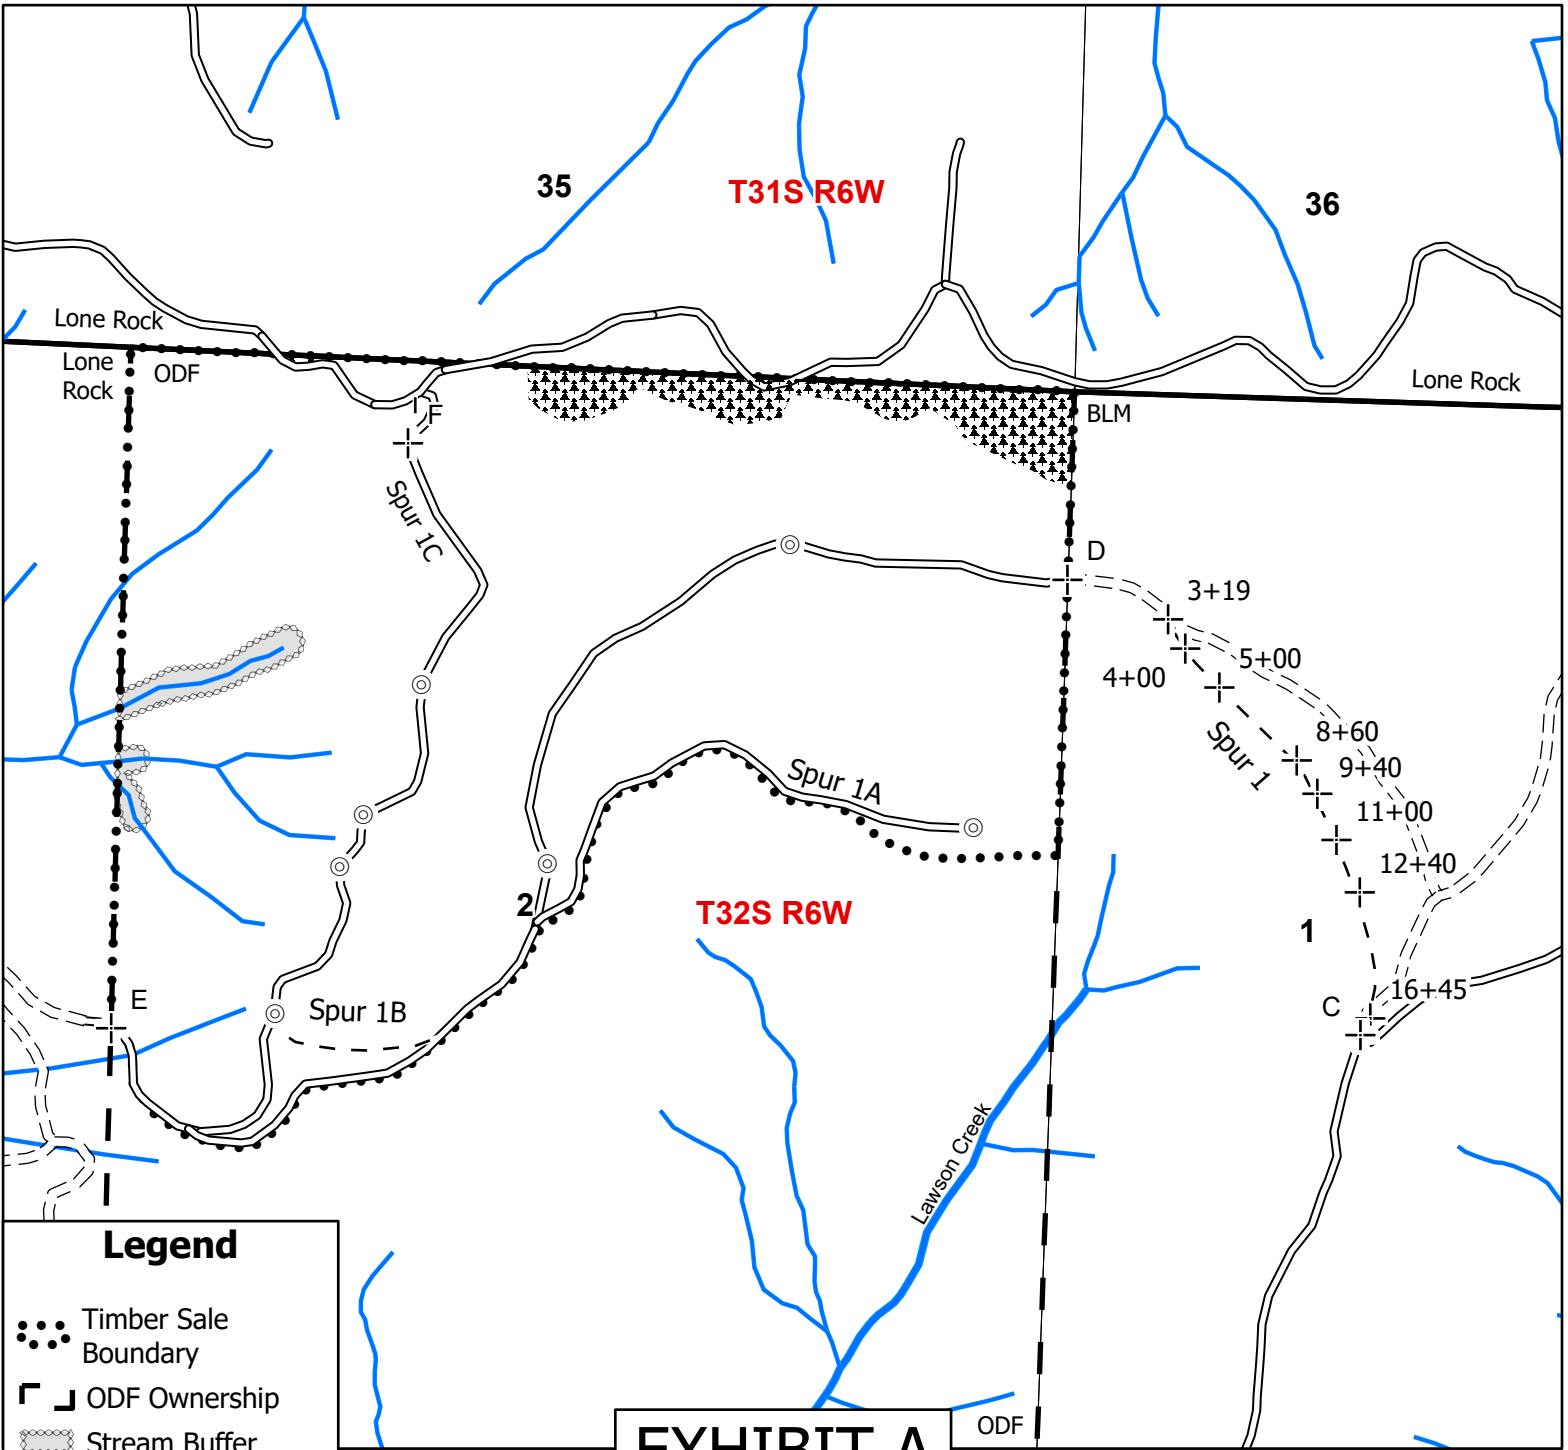 35
T31S R6W
36
Lone Rock
Lone
Rock
ODF
Lone Rock
BLM
F
Spur 1C
D
3+19
5+00
4+00
8+60
Spur 1
9+40
Spur 1A
11+00
12+40
2
T32S R6W
1
16+45
E
Spur 1B
C
Lawson Creek
Legend
Timber Sale
Boundary
ODF Ownership
Stream Buffer
EXHIBIT A
ODF